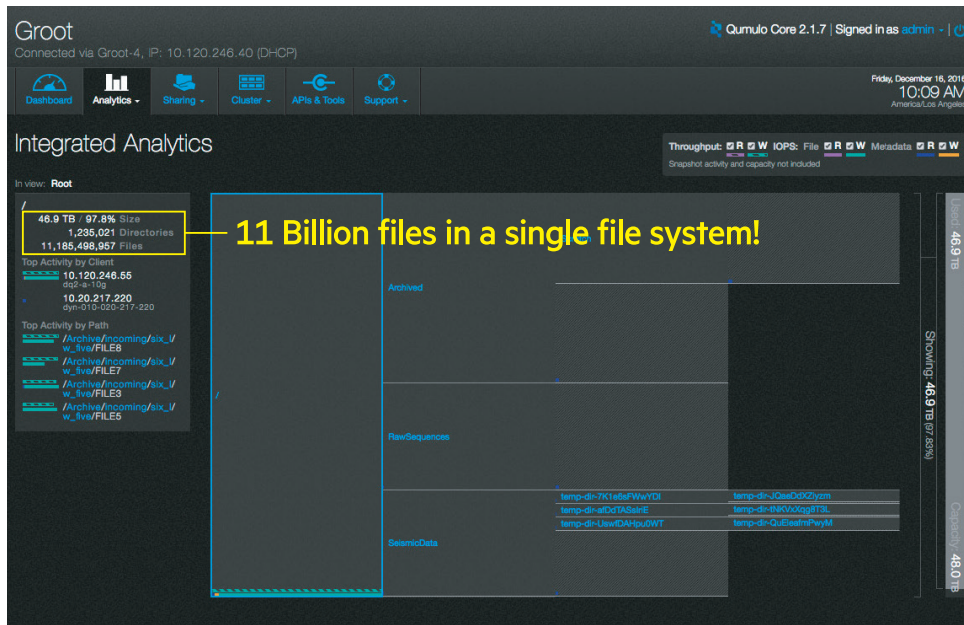 Groot
Connected via Groot-4, IP: 10.120.246.40 (DHCP)
Qumulo Core 2.1.7 | Signed in as admin - |
Dashboard
Analytics -
Sharing -
Cluster -
APIs & Tools
Support -
Friday, December 16, 2016
10:09 AM
America/Los Angeles
Integrated Analytics
Throughput: R W IOPS: File R W Metadata R W
Snapshot activity and capacity not included
In view: Root
/
46.9 TB / 97.8% Size
1,235,021 Directories
11,185,498,957 Files
11 Billion files in a single file system!
Top Activity by Client
10.120.246.55
dq2-a-10g
10.20.217.220
dyn-010-020-217-220
Top Activity by Path
/Archive/incoming/six_l/
w_five/FILE8
/Archive/incoming/six_l/
w_five/FILE7
/Archive/incoming/six_l/
w_five/FILE3
/Archive/incoming/six_l/
w_five/FILE5
/
Archived
RawSequences
SeismicData
temp-dir-7K1e6sFWwYDI
temp-dir-JQaeDdXZiyzm
temp-dir-afDdTASaIriE
temp-dir-tNKVxXqg8T3L
temp-dir-UswfDAHpu0WT
temp-dir-QuEleafmPwyM
Showing: 46.9 TB (97.83%)
Used: 46.9 TB
Capacity: 48.0 TB